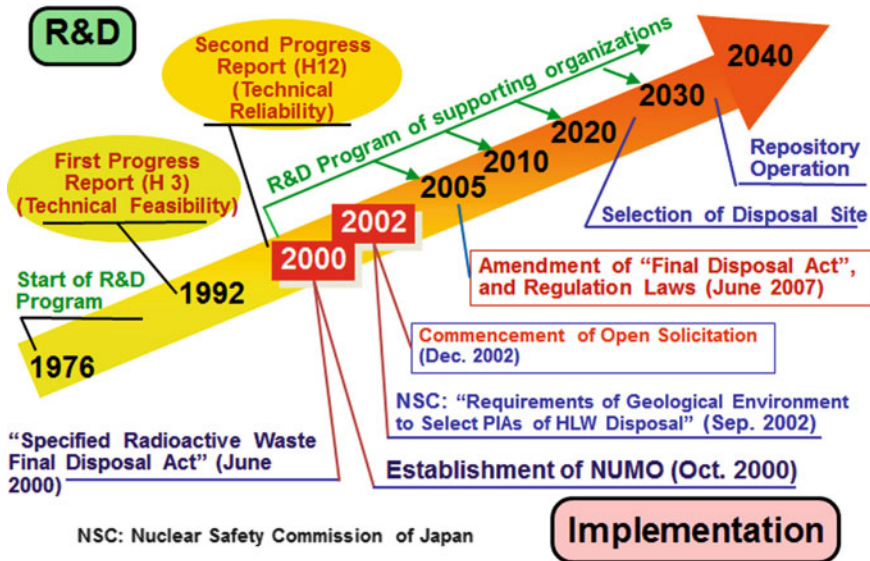 R&D
Second Progress
Report (H12)
(Technical
Reliability)
First Progress
Report (H 3)
(Technical Feasibility)
Start of R&D
Program
R&D Program of supporting organizations
1976
1992
2000
2002
2005
2010
2020
2030
2040
Repository
Operation
Selection of Disposal Site
Amendment of “Final Disposal Act”,
and Regulation Laws (June 2007)
Commencement of Open Solicitation
(Dec. 2002)
NSC: “Requirements of Geological Environment
to Select PIAs of HLW Disposal” (Sep. 2002)
“Specified Radioactive Waste
Final Disposal Act” (June
2000)
Establishment of NUMO (Oct. 2000)
NSC: Nuclear Safety Commission of Japan
Implementation